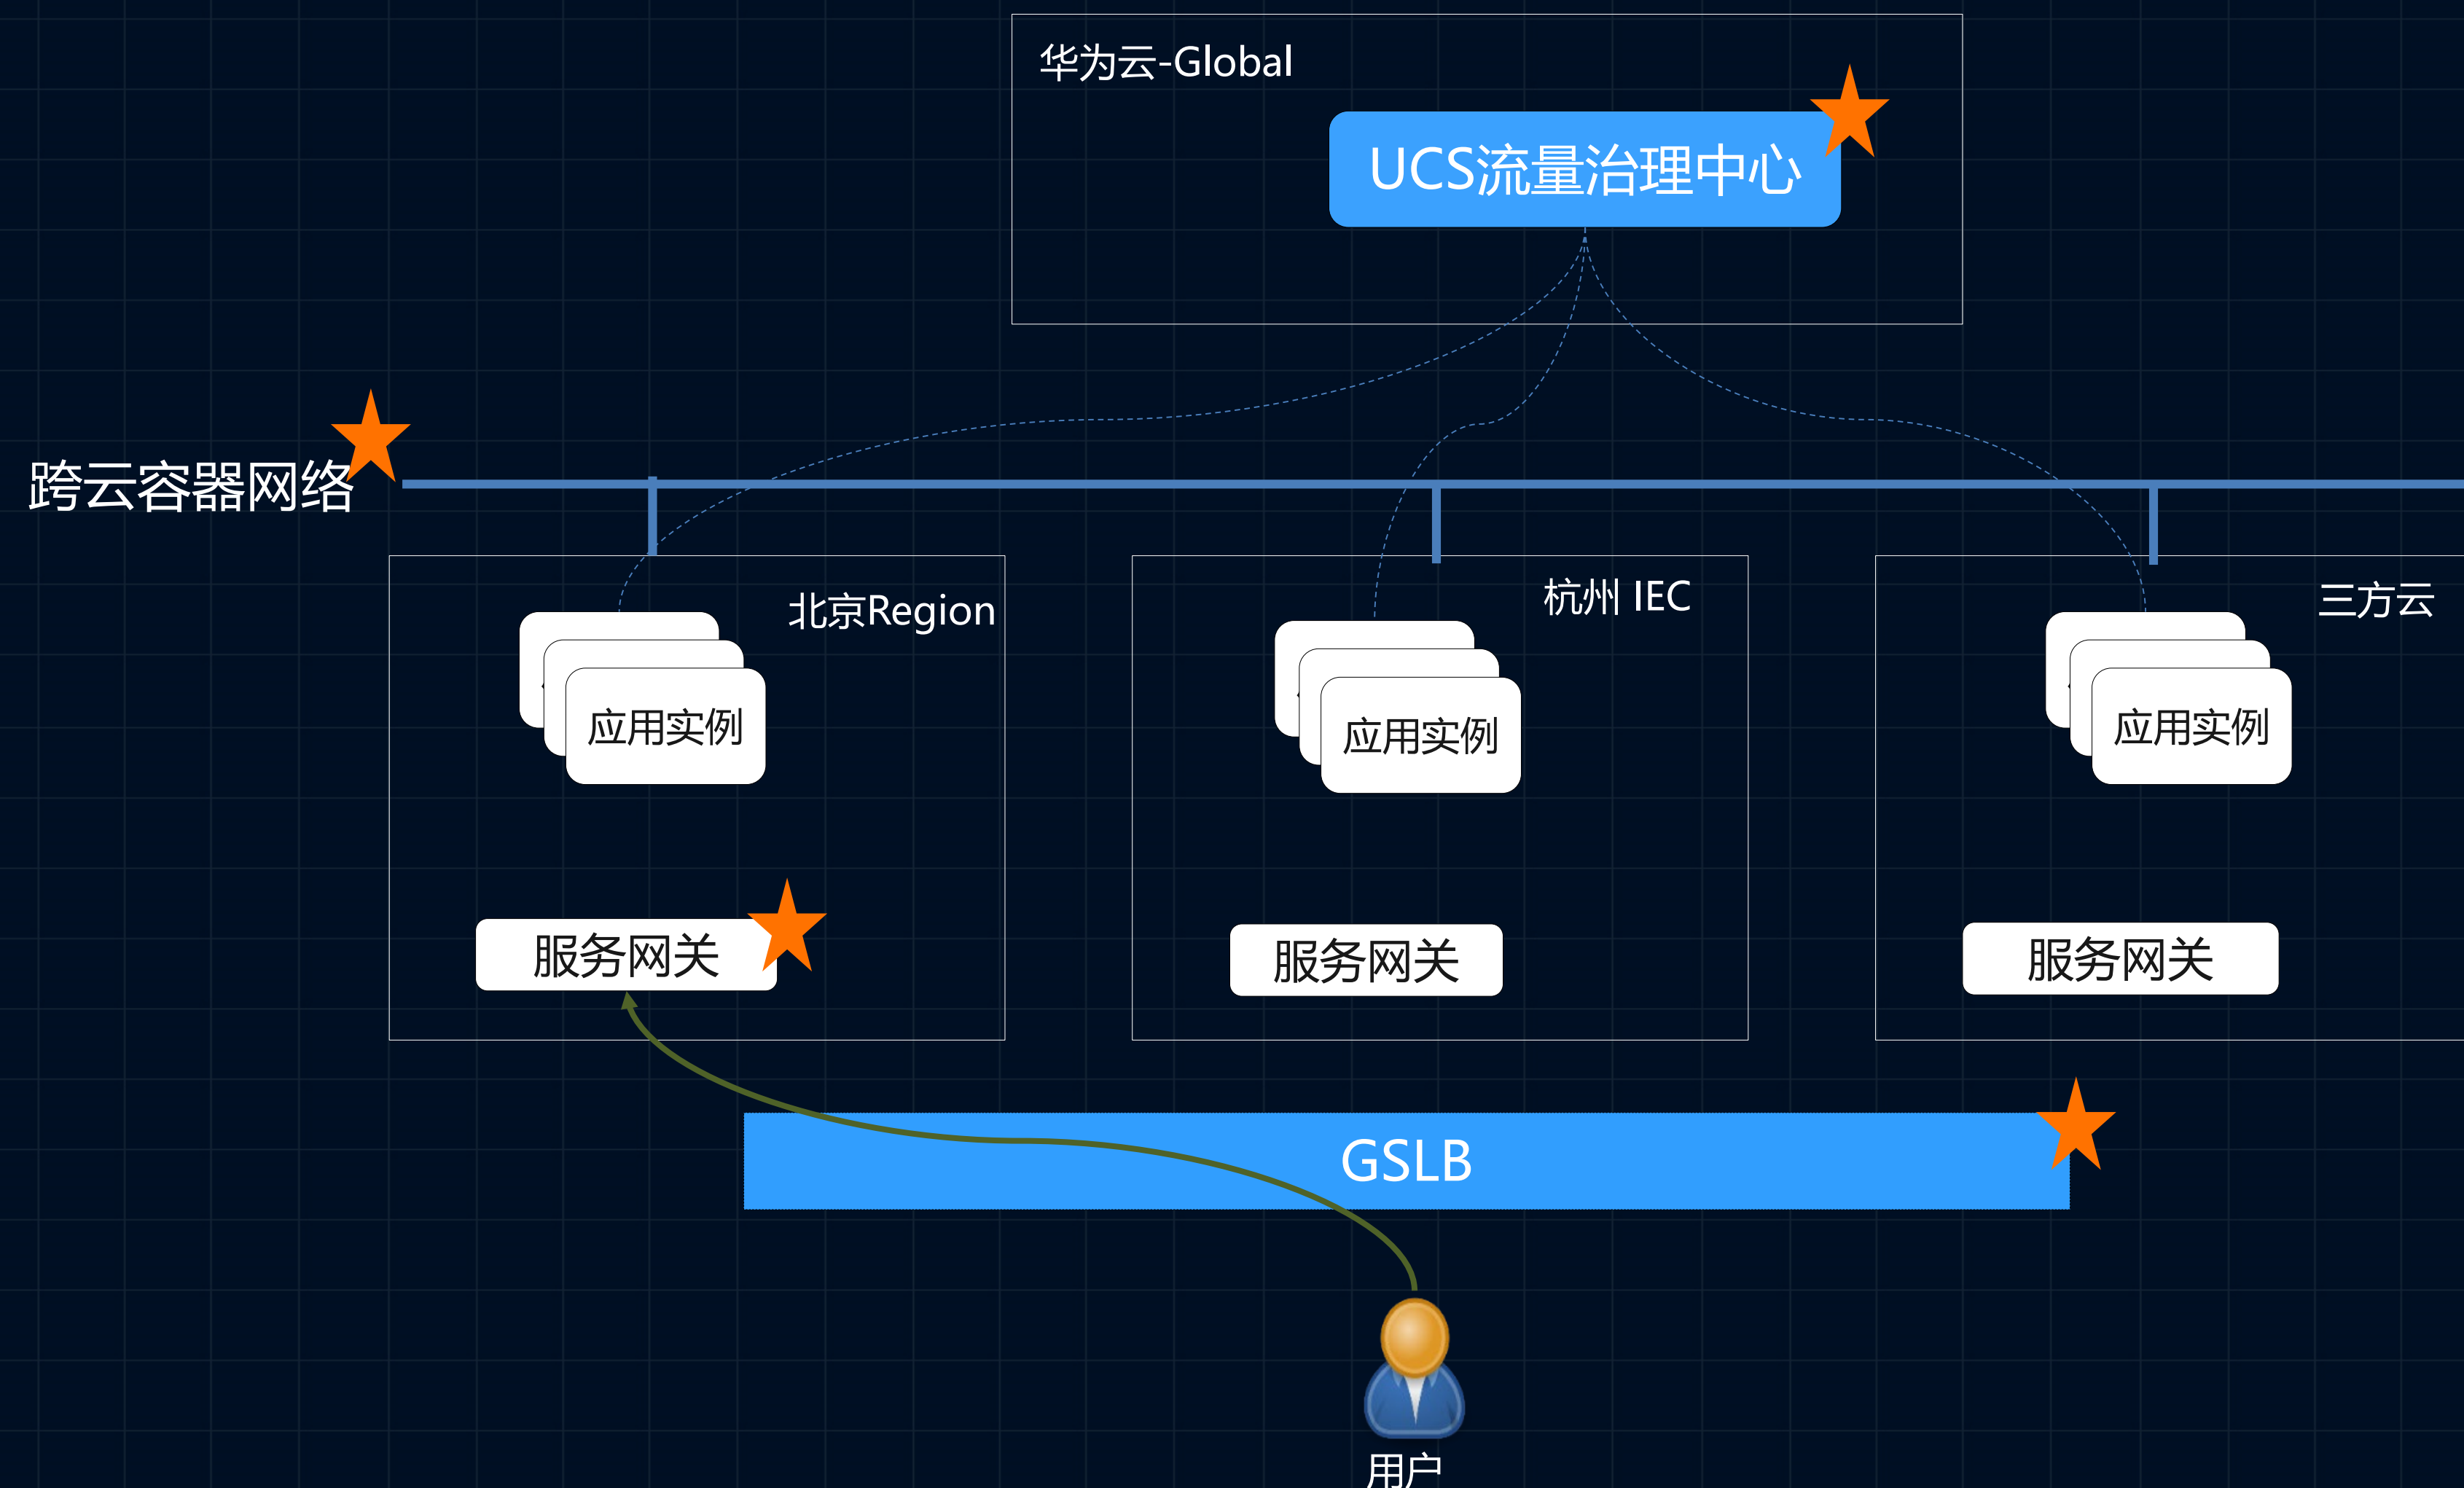 华为云-Global
UCS流量治理中心
跨云容器网络
北京Region
杭州 IEC
三方云
应用实例
应用实例
应用实例
服务网关
服务网关
服务网关
GSLB
用户